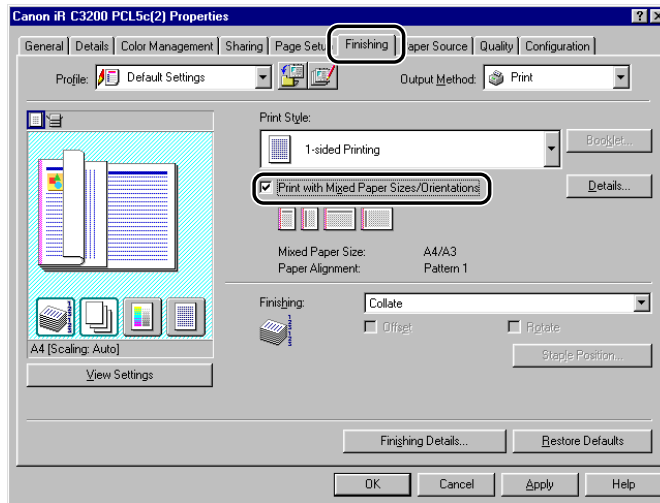 Canon iR C3200 PCL5c(2) Properties
General Details Color Management Sharing Page Setu Finishing aper Source Quality Configuration
Profile: Default Settings Output Method: Print
Print Style:
1-sided Printing Booklet...
Print with Mixed Paper Sizes/Orientations Details...
Mixed Paper Size: A4/A3
Paper Alignment: Pattern 1
Finishing: Collate
Offset Rotate
A4 [Scaling: Auto] Staple Position...
View Settings
Finishing Details... Restore Defaults
OK Cancel Apply Help